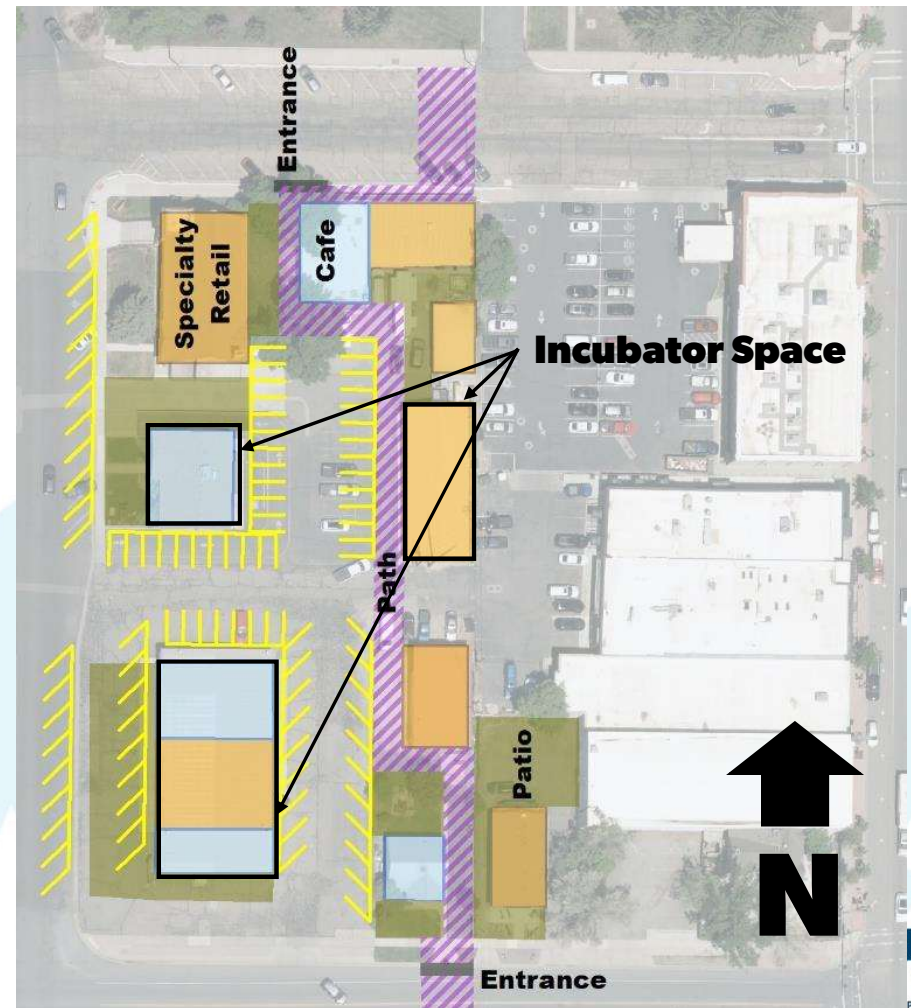 Entrance
Specialty
Retail
Cafe
Incubator Space
Path
Patio
N
Entrance